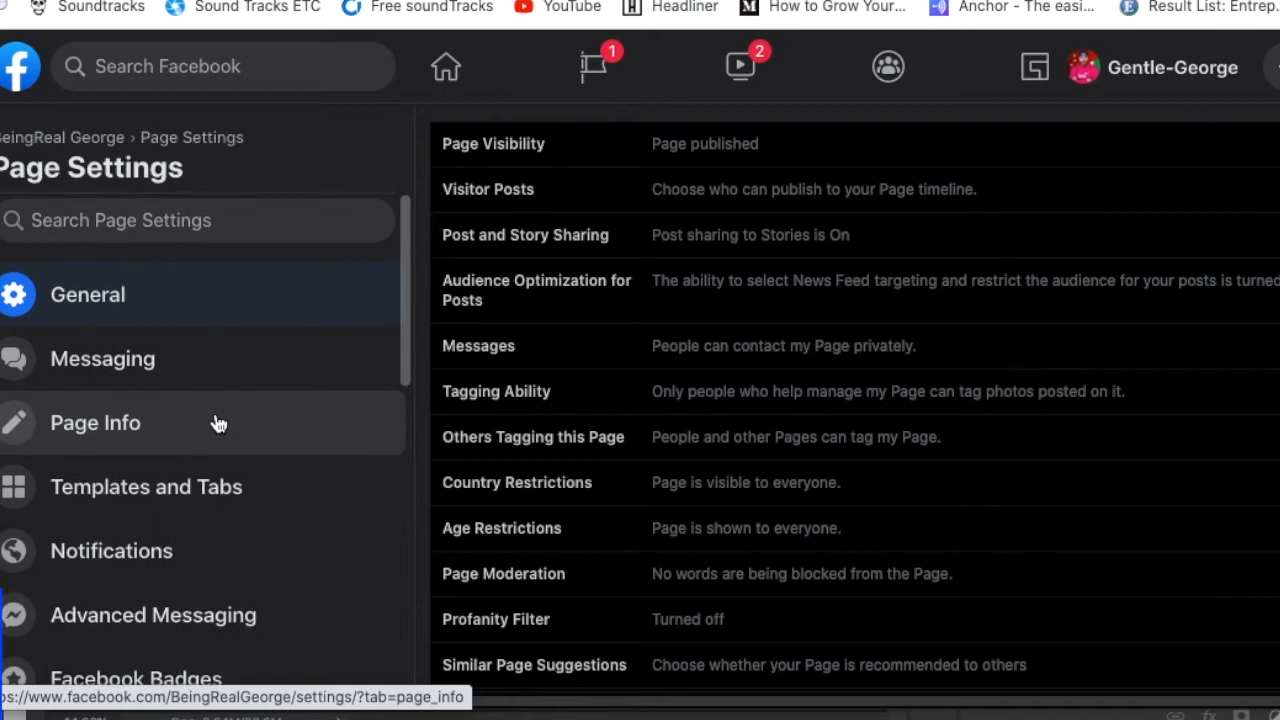 Soundtracks Sound Tracks ETC Free soundTracks YouTube Headliner How to Grow Your... Anchor - The easi... Result List: Entrep.
Search Facebook 1 2 Gentle-George
BeingReal George › Page Settings
Page Settings
Search Page Settings
General
Messaging
Page Info
Templates and Tabs
Notifications
Advanced Messaging
Facebook Badges
Page Visibility Page published
Visitor Posts Choose who can publish to your Page timeline.
Post and Story Sharing Post sharing to Stories is On
Audience Optimization for The ability to select News Feed targeting and restrict the audience for your posts is turned
Posts
Messages People can contact my Page privately.
Tagging Ability Only people who help manage my Page can tag photos posted on it.
Others Tagging this Page People and other Pages can tag my Page.
Country Restrictions Page is visible to everyone.
Age Restrictions Page is shown to everyone.
Page Moderation No words are being blocked from the Page.
Profanity Filter Turned off
Similar Page Suggestions Choose whether your Page is recommended to others
ps://www.facebook.com/BeingRealGeorge/settings/?tab=page_info